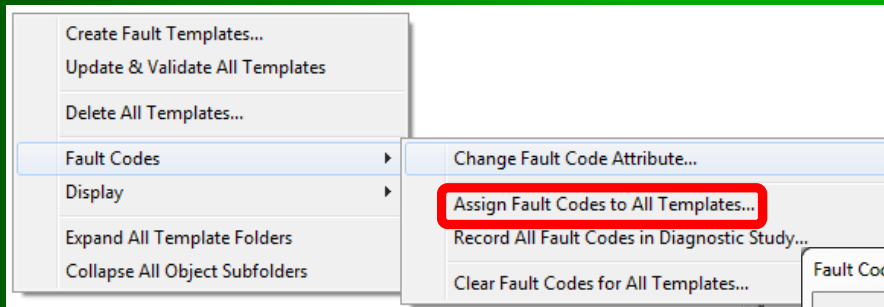 Create Fault Templates...
Update & Validate All Templates
Delete All Templates...
Fault Codes
Display
Expand All Template Folders
Collapse All Object Subfolders
Change Fault Code Attribute...
Assign Fault Codes to All Templates...
Record All Fault Codes in Diagnostic Study...
Clear Fault Codes for All Templates...
Fault Cod